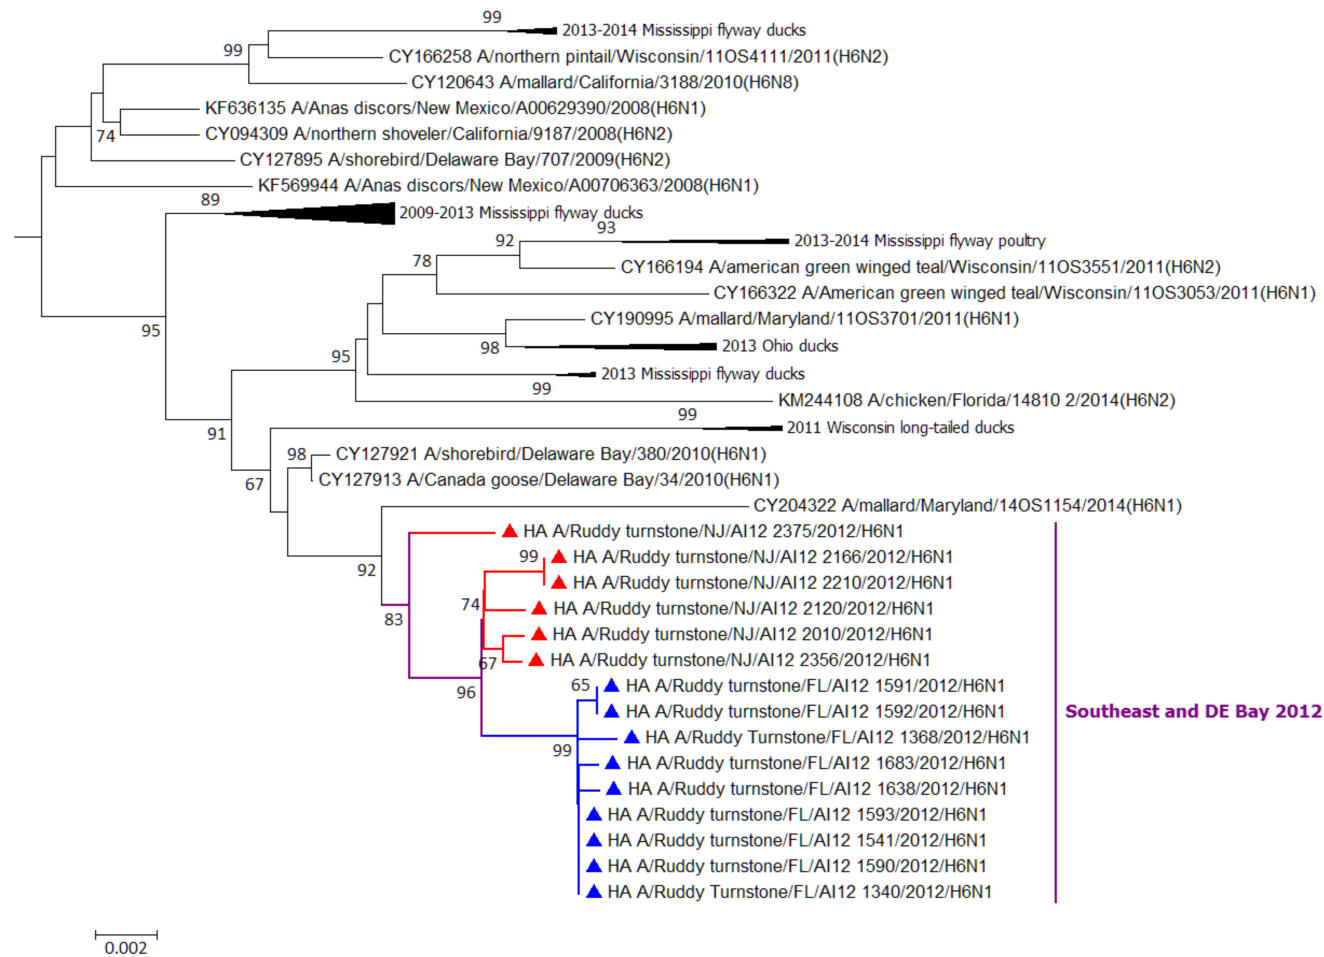 99
2013-2014 Mississippi flyway ducks
99
CY166258 A/northern pintail/Wisconsin/11OS4111/2011(H6N2)
CY120643 A/mallard/California/3188/2010(H6N8)
KF636135 A/Anas discors/New Mexico/A00629390/2008(H6N1)
74
CY094309 A/northern shoveler/California/9187/2008(H6N2)
CY127895 A/shorebird/Delaware Bay/707/2009(H6N2)
KF569944 A/Anas discors/New Mexico/A00706363/2008(H6N1)
89
2009-2013 Mississippi flyway ducks
93
92
2013-2014 Mississippi flyway poultry
78
CY166194 A/american green winged teal/Wisconsin/11OS3551/2011(H6N2)
CY166322 A/American green winged teal/Wisconsin/11OS3053/2011(H6N1)
CY190995 A/mallard/Maryland/11OS3701/2011(H6N1)
95
98
2013 Ohio ducks
95
2013 Mississippi flyway ducks
99
KM244108 A/chicken/Florida/14810 2/2014(H6N2)
99
91
2011 Wisconsin long-tailed ducks
98
CY127921 A/shorebird/Delaware Bay/380/2010(H6N1)
67
CY127913 A/Canada goose/Delaware Bay/34/2010(H6N1)
CY204322 A/mallard/Maryland/14OS1154/2014(H6N1)
HA A/Ruddy turnstone/NJ/AI12 2375/2012/H6N1
99
HA A/Ruddy turnstone/NJ/AI12 2166/2012/H6N1
92
HA A/Ruddy turnstone/NJ/AI12 2210/2012/H6N1
74
HA A/Ruddy turnstone/NJ/AI12 2120/2012/H6N1
83
HA A/Ruddy turnstone/NJ/AI12 2010/2012/H6N1
67
HA A/Ruddy turnstone/NJ/AI12 2356/2012/H6N1
96
65
HA A/Ruddy turnstone/FL/AI12 1591/2012/H6N1
HA A/Ruddy turnstone/FL/AI12 1592/2012/H6N1
Southeast and DE Bay 2012
HA A/Ruddy Turnstone/FL/AI12 1368/2012/H6N1
99
HA A/Ruddy turnstone/FL/AI12 1683/2012/H6N1
HA A/Ruddy turnstone/FL/AI12 1638/2012/H6N1
HA A/Ruddy turnstone/FL/AI12 1593/2012/H6N1
HA A/Ruddy turnstone/FL/AI12 1541/2012/H6N1
HA A/Ruddy turnstone/FL/AI12 1590/2012/H6N1
HA A/Ruddy Turnstone/FL/AI12 1340/2012/H6N1
0.002